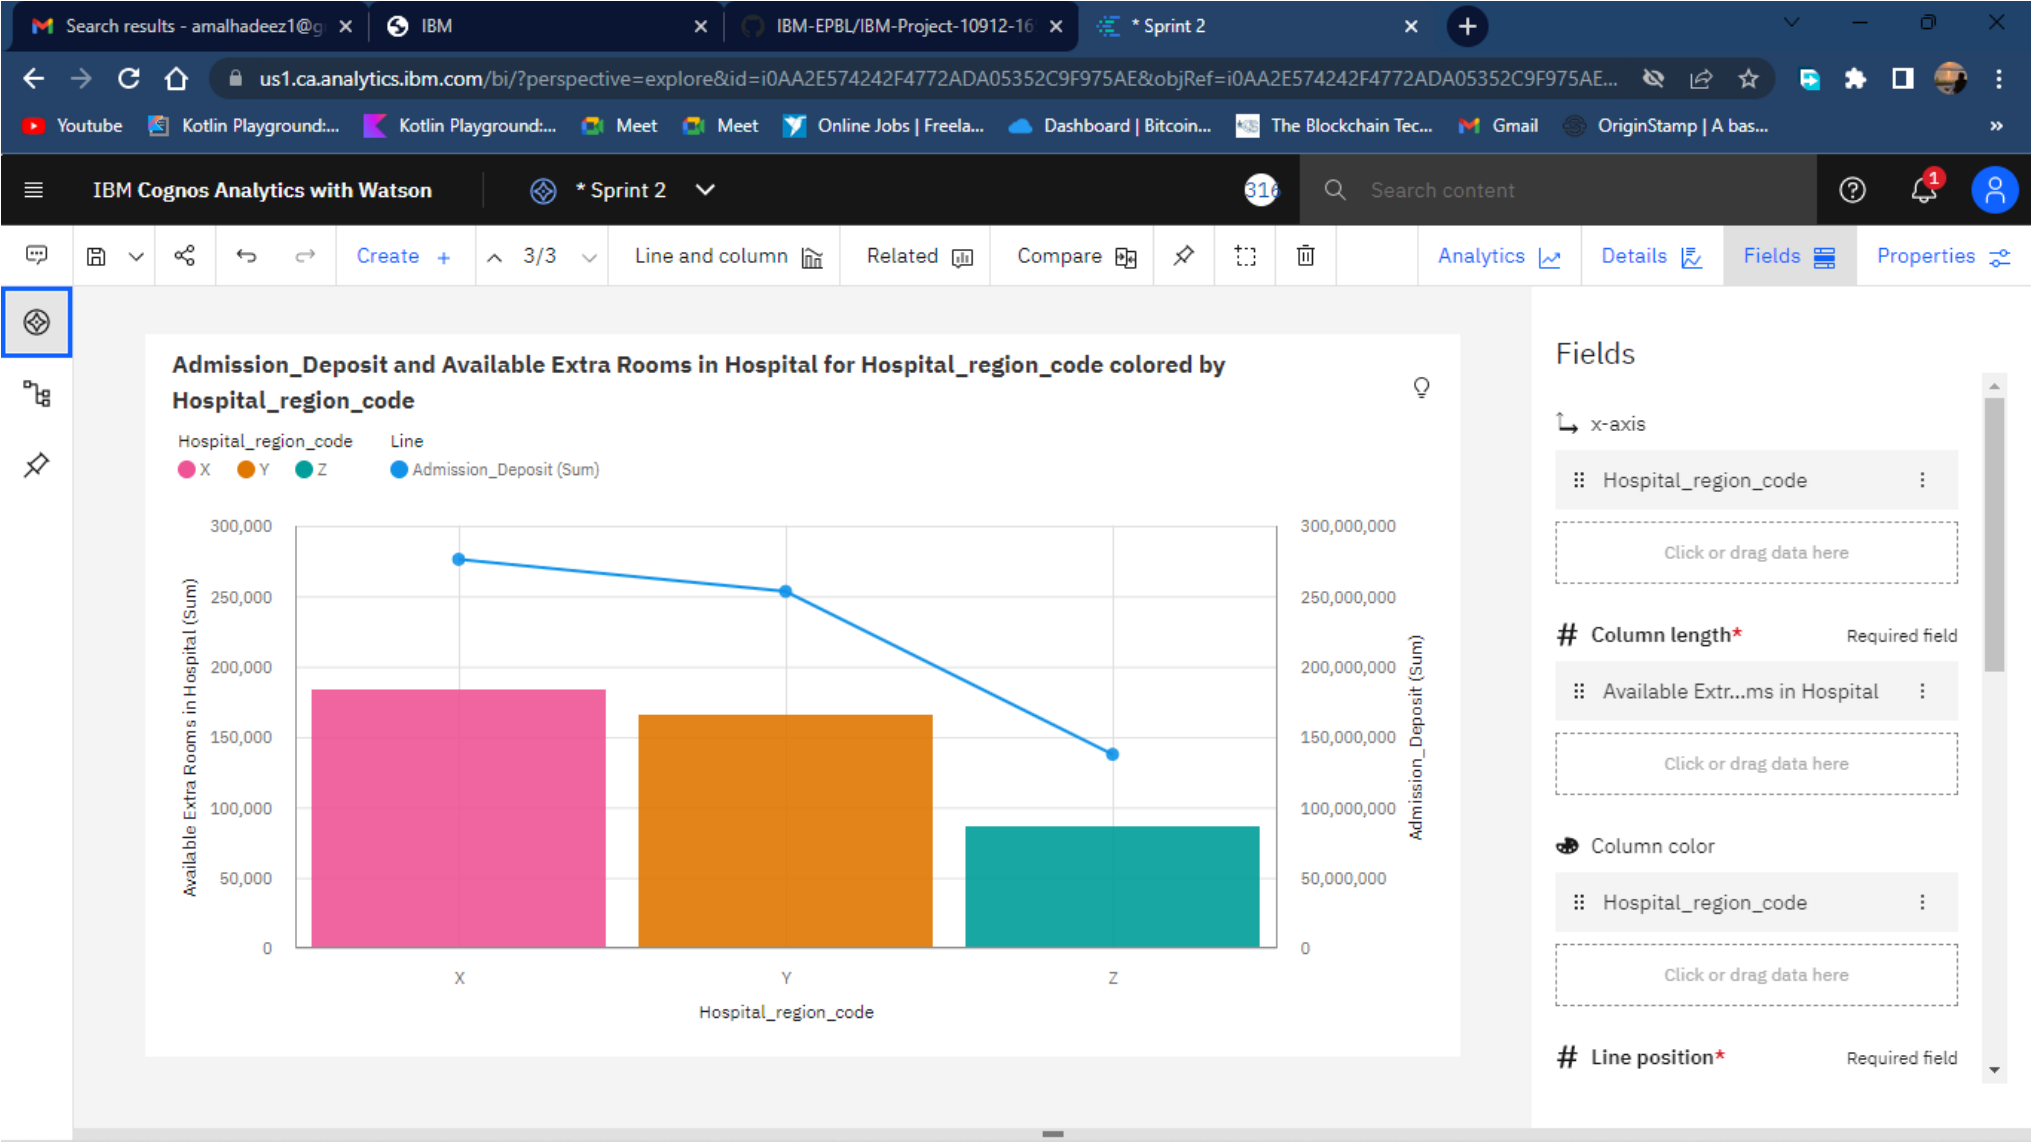 Search results - amalhadeez1@g
IBM
IBM-EPBL/IBM-Project-10912-16
* Sprint 2
us1.ca.analytics.ibm.com/bi/?perspective=explore&id=i0AA2E574242F4772ADA05352C9F975AE&objRef=i0AA2E574242F4772ADA05352C9F975AE...
Youtube
Kotlin Playground:...
Kotlin Playground:...
Meet
Meet
Online Jobs | Freela...
Dashboard | Bitcoin...
The Blockchain Tec...
Gmail
OriginStamp | A bas...
»
IBM Cognos Analytics with Watson
* Sprint 2
316
Search content
1
Create +
3/3
Line and column
Related
Compare
Analytics
Details
Fields
Properties
Admission_Deposit and Available Extra Rooms in Hospital for Hospital_region_code colored by
Hospital_region_code
Hospital_region_code
Line
X
Y
Z
Admission_Deposit (Sum)
300,000
250,000
200,000
150,000
100,000
50,000
0
Available Extra Rooms in Hospital (Sum)
300,000,000
250,000,000
200,000,000
150,000,000
100,000,000
50,000,000
0
Admission_Deposit (Sum)
X
Y
Z
Hospital_region_code
Fields
x-axis
Hospital_region_code
Click or drag data here
# Column length*
Required field
Available Extr...ms in Hospital
Click or drag data here
Column color
Hospital_region_code
Click or drag data here
# Line position*
Required field